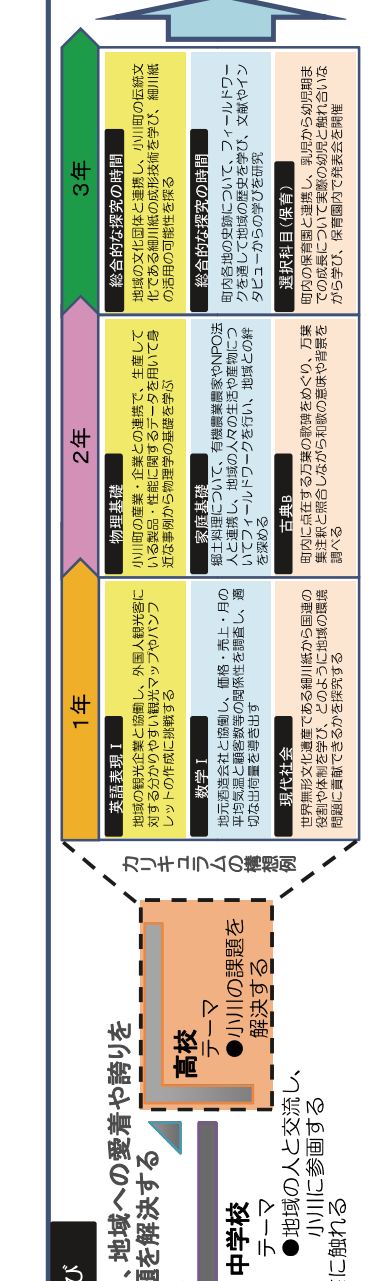 び
、地域への愛着や誇りを
題を解決する
中学校
テーマ
●地域の人と交流し、
小川に参画する
に触れる
高校
テーマ
●小川の課題を
解決する
カリキュラムの構想例
1年
英語表現Ⅰ
地域の観光企業と協働し、外国人観光客に
対する分かりやすい観光マップやパンフ
レットの作成に挑戦する
数学Ⅰ
地元酒造会社と協働し、価格・売上・月の
平均気温と顧客数等の関係性を調査し、適
切な出荷量を導き出す
現代社会
世界無形文化遺産である細川紙から国連の
役割や体制を学び、どのように地域の環境
問題に貢献できるかを探究する
2年
物理基礎
小川町の産業・企業との連携で、生産して
いる製品・性能に関するデータを用いて身
近な事例から物理学の基礎を学ぶ
家庭基礎
郷土料理について、有機農業農家やNPO法
人と連携し、地域の人々の生活や産物につ
いてフィールドワークを行い、地域との絆
を深める
古典B
町内に点在する万葉の歌碑をめぐり、万葉
集注釈と照合しながら和歌の意味や背景を
調べる
3年
総合的な探究の時間
地域の文化団体と連携し、小川町の伝統文
化である細川紙の成形技術を学び、細川紙
の活用の可能性を探る
総合的な探究の時間
町内各地の史跡について、フィールドワー
クを通して地域の歴史を学び、文献やイン
タビューからの学びを研究
選択科目(保育)
町内の保育園と連携し、乳児から幼児期ま
での成長について実際の幼児と触れ合いな
がら学び、保育園内で発表会を開催